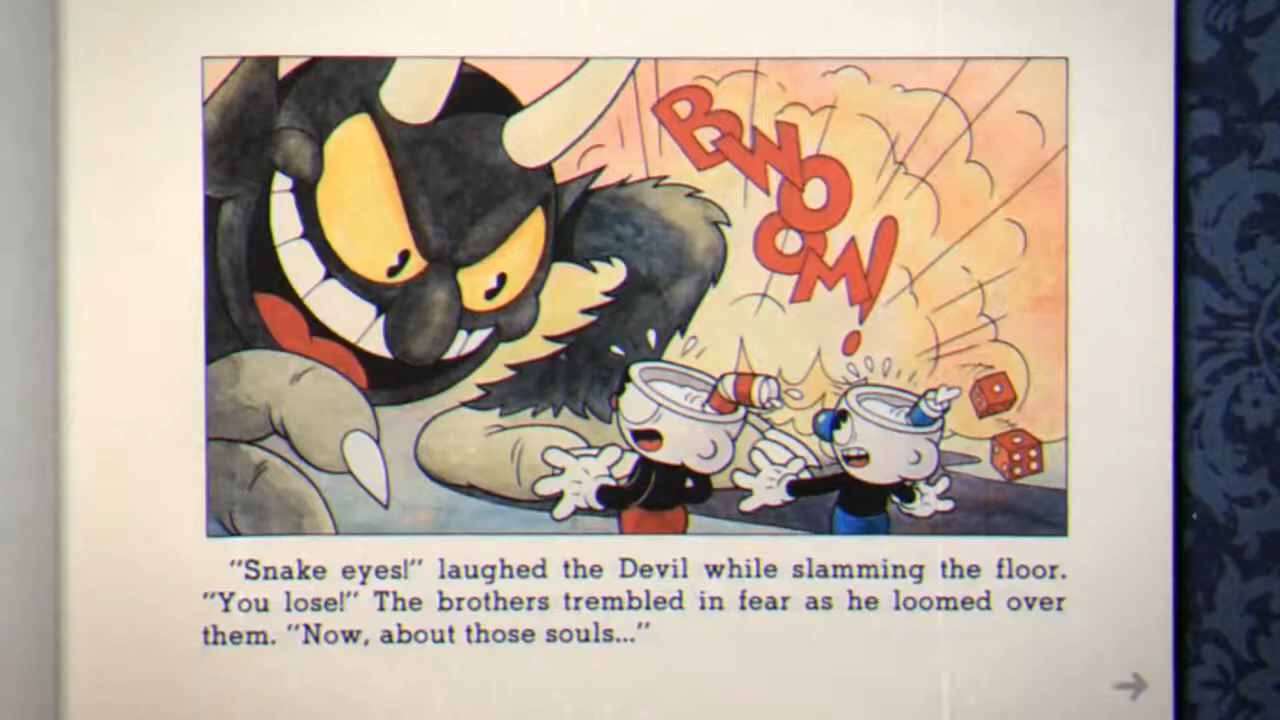 BWOOM!
"Snake eyes!" laughed the Devil while slamming the floor.
"You lose!" The brothers trembled in fear as he loomed over
them. "Now, about those souls..."